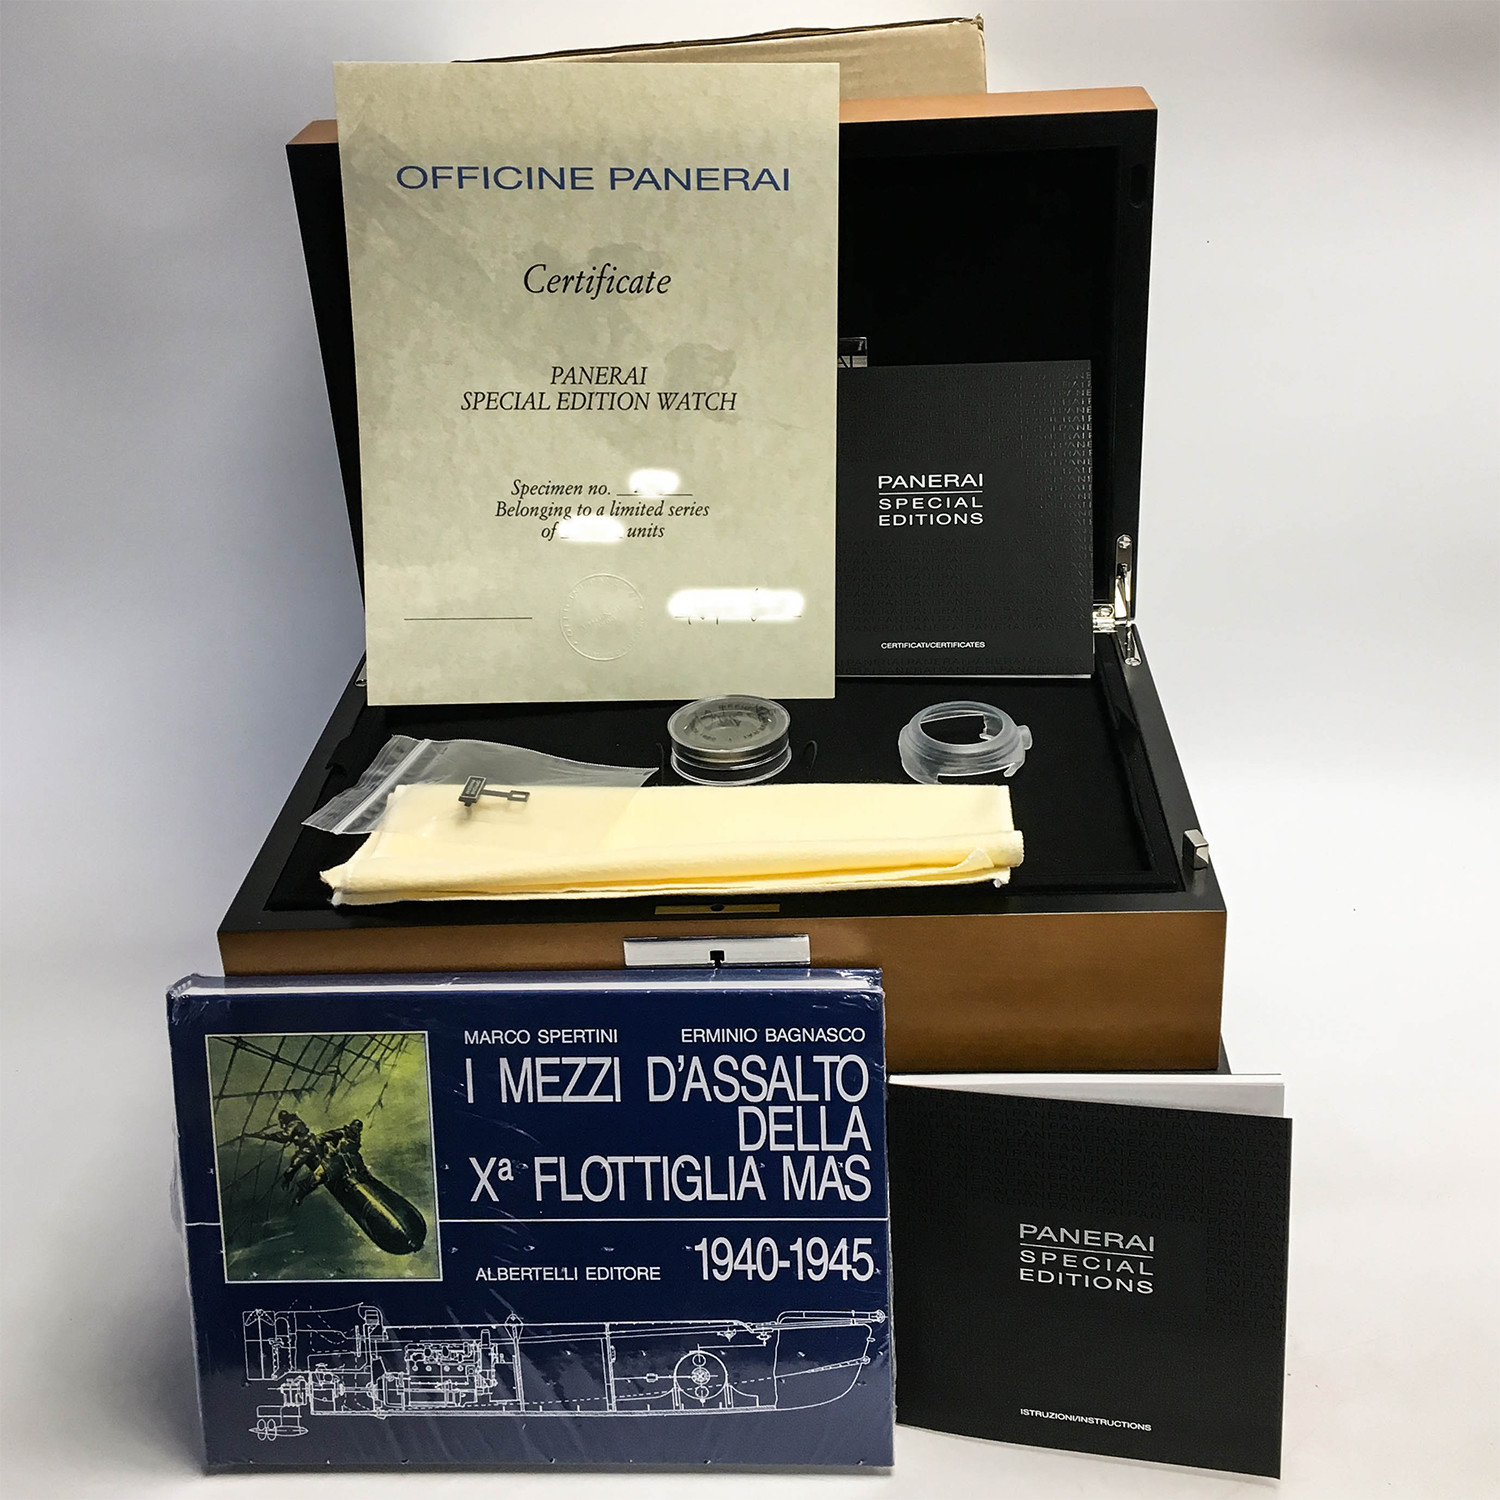 OFFICINE PANERAI
Certificate
PANERAI
SPECIAL EDITION WATCH
Specimen no.
Belonging to a limited series
of units
PANERAI
SPECIAL
EDITIONS
CERTIFICATI/CERTIFICATES
MARCO SPERTINI ERMINIO BAGNASCO
I MEZZI D'ASSALTO
DELLA
Xª FLOTTIGLIA MAS
ALBERTELLI EDITORE 1940-1945
PANERAI
SPECIAL
EDITIONS
ISTRUZIONI/INSTRUCTIONS